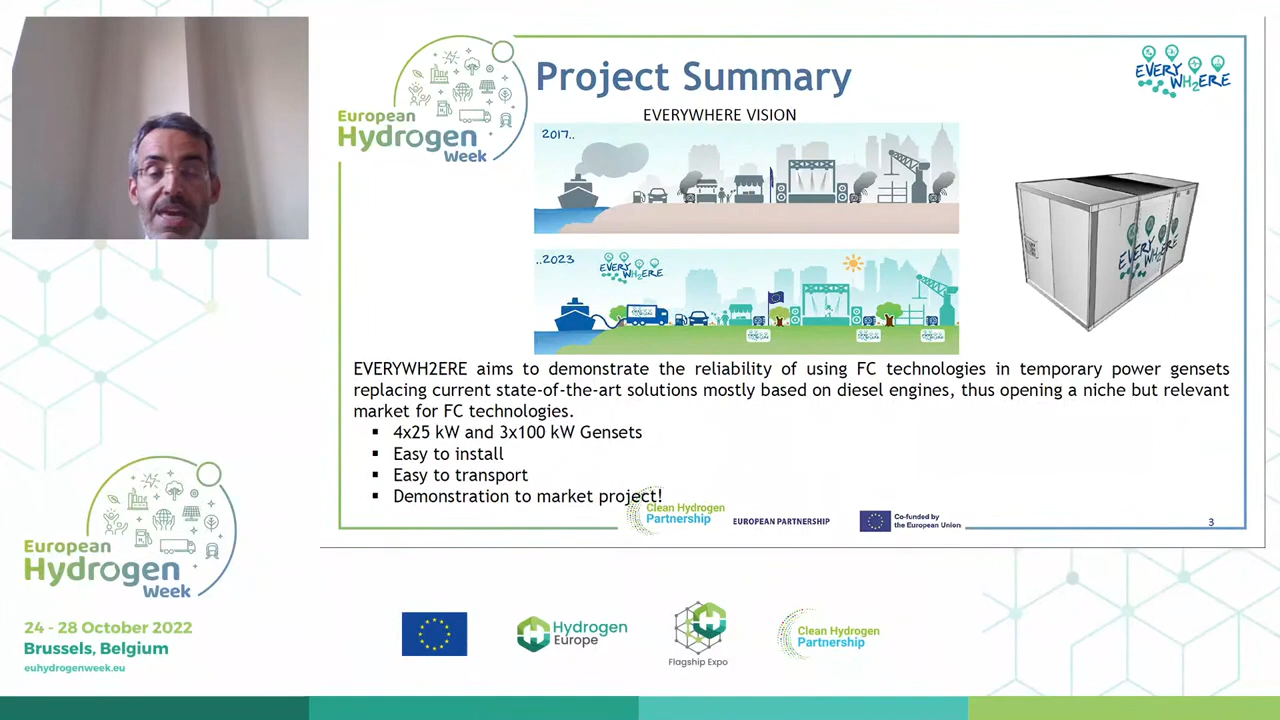 European
Hydrogen
Week
Project Summary
EVERYWH2ERE
EVERYWHERE VISION
2017..
..2023
EVERYWH2ERE
EVERYWH2ERE
EVERYWH2ERE aims to demonstrate the reliability of using FC technologies in temporary power gensets
replacing current state-of-the-art solutions mostly based on diesel engines, thus opening a niche but relevant
market for FC technologies.
▪ 4x25 kW and 3x100 kW Gensets
▪ Easy to install
▪ Easy to transport
▪ Demonstration to market project!
Clean Hydrogen
Partnership
EUROPEAN PARTNERSHIP
Co-funded by
the European Union
3
European
Hydrogen
Week
24 - 28 October 2022
Brussels, Belgium
euhydrogenweek.eu
Hydrogen
Europe
Flagship Expo
Clean Hydrogen
Partnership